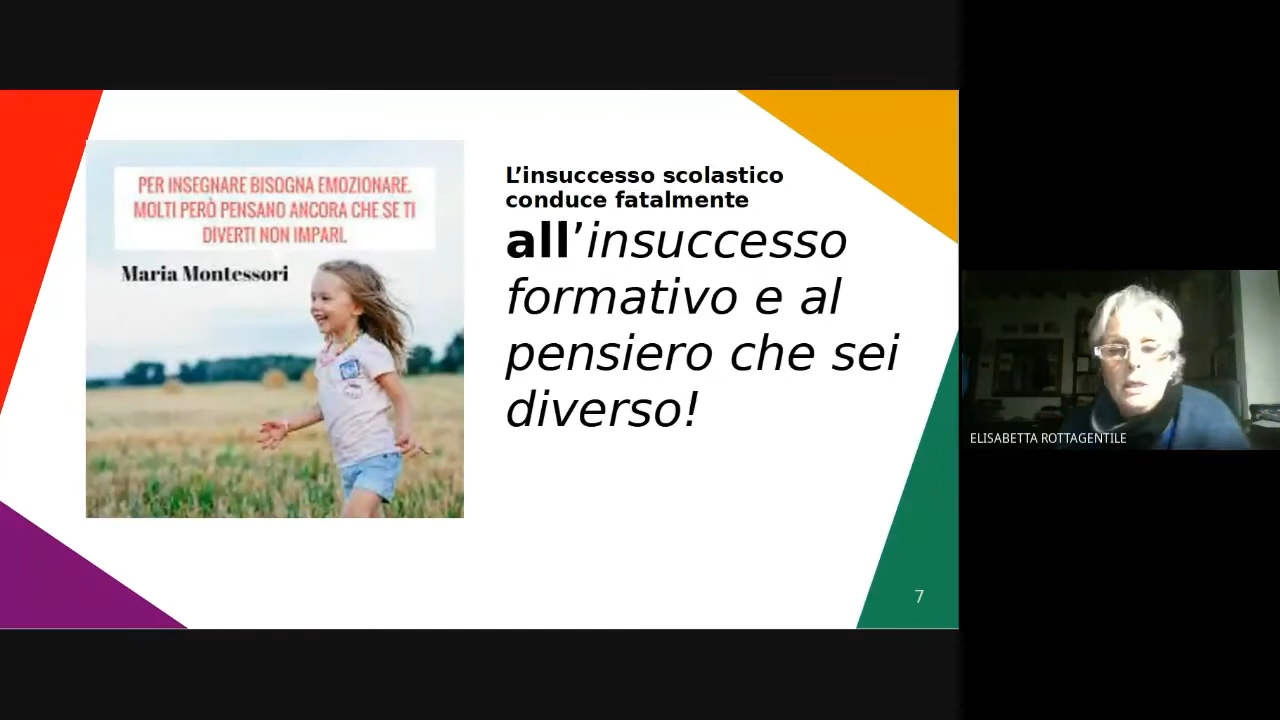 PER INSEGNARE BISOGNA EMOZIONARE.
MOLTI PERÒ PENSANO ANCORA CHE SE TI
DIVERTI NON IMPARI.
Maria Montessori
L’insuccesso scolastico
conduce fatalmente
all’insuccesso
formativo e al
pensiero che sei
diverso!
7
ELISABETTA ROTTAGENTILE